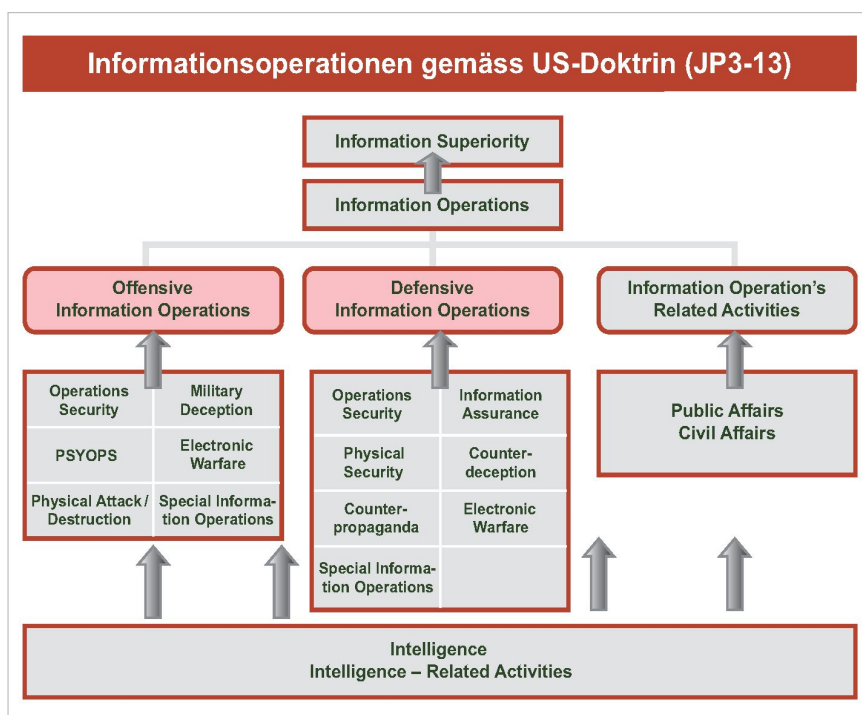 Informationsoperationen gemäss US-Doktrin (JP3-13)
Information Superiority
Information Operations
Offensive
Information Operations
Defensive
Information Operations
Information Operation's
Related Activities
Operations
Security
Military
Deception
PSYOPS
Electronic
Warfare
Physical Attack /
Destruction
Special Informa-
tion Operations
Operations
Security
Information
Assurance
Physical
Security
Counter-
deception
Counter-
propaganda
Electronic
Warfare
Special Informa-
tion Operations
Public Affairs
Civil Affairs
Intelligence
Intelligence – Related Activities